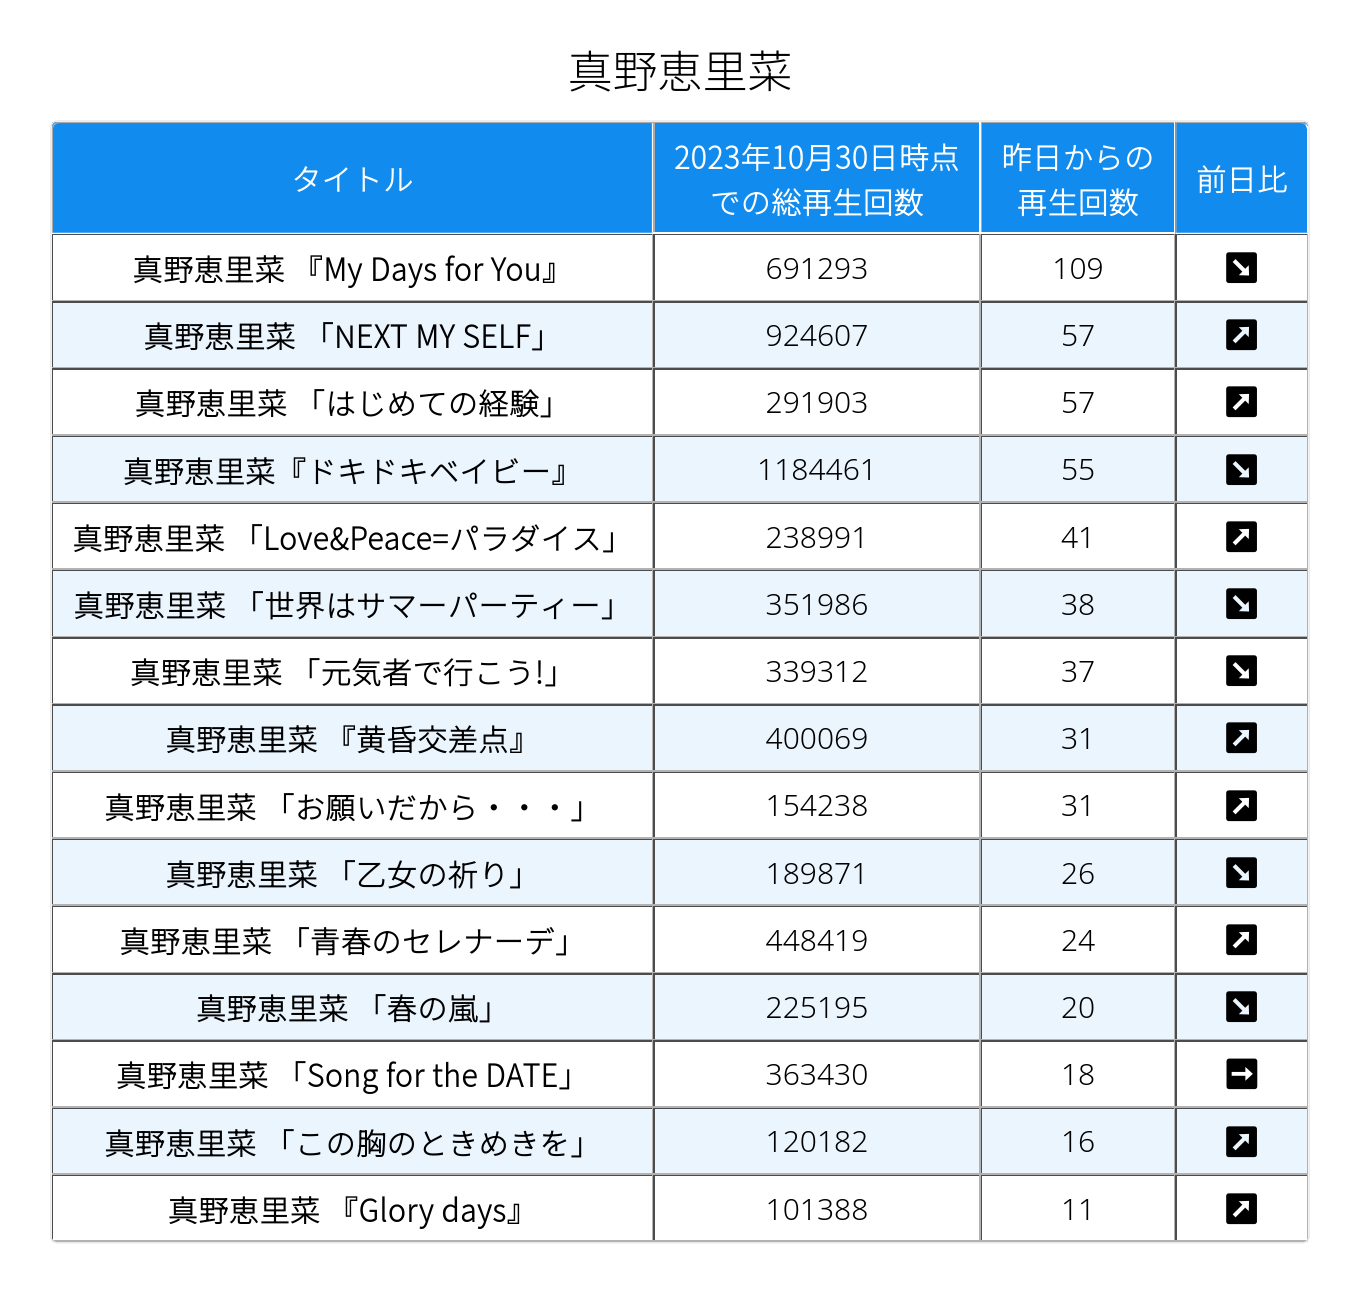 真野恵里菜
タイトル
2023年10月30日時点
での総再生回数
昨日からの
再生回数
前日比
真野恵里菜 『My Days for You』 691293 109 ↘
真野恵里菜 「NEXT MY SELF」 924607 57 ↗
真野恵里菜 「はじめての経験」 291903 57 ↗
真野恵里菜『ドキドキベイビー』 1184461 55 ↘
真野恵里菜 「Love&Peace=パラダイス」 238991 41 ↗
真野恵里菜 「世界はサマーパーティー」 351986 38 ↘
真野恵里菜 「元気者で行こう!」 339312 37 ↘
真野恵里菜 『黄昏交差点』 400069 31 ↗
真野恵里菜 「お願いだから・・・」 154238 31 ↗
真野恵里菜 「乙女の祈り」 189871 26 ↘
真野恵里菜 「青春のセレナーデ」 448419 24 ↗
真野恵里菜 「春の嵐」 225195 20 ↘
真野恵里菜 「Song for the DATE」 363430 18 →
真野恵里菜 「この胸のときめきを」 120182 16 ↗
真野恵里菜 『Glory days』 101388 11 ↗